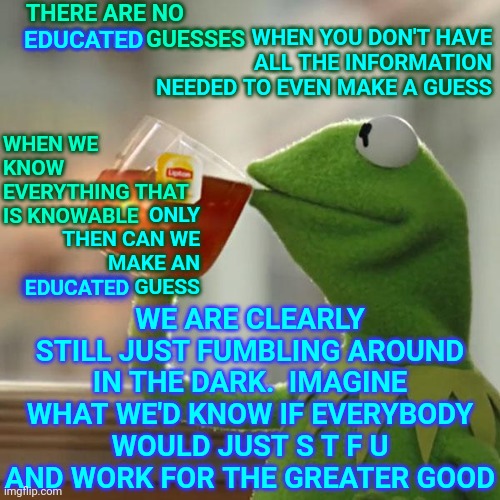 THERE ARE NO
EDUCATED GUESSES
WHEN YOU DON'T HAVE
ALL THE INFORMATION
NEEDED TO EVEN MAKE A GUESS
WHEN WE
KNOW
EVERYTHING THAT
IS KNOWABLE ONLY
THEN CAN WE
MAKE AN
EDUCATED GUESS
Lipton
WE ARE CLEARLY
STILL JUST FUMBLING AROUND
IN THE DARK.  IMAGINE
WHAT WE'D KNOW IF EVERYBODY
WOULD JUST S T F U
AND WORK FOR THE GREATER GOOD
imgflip.com